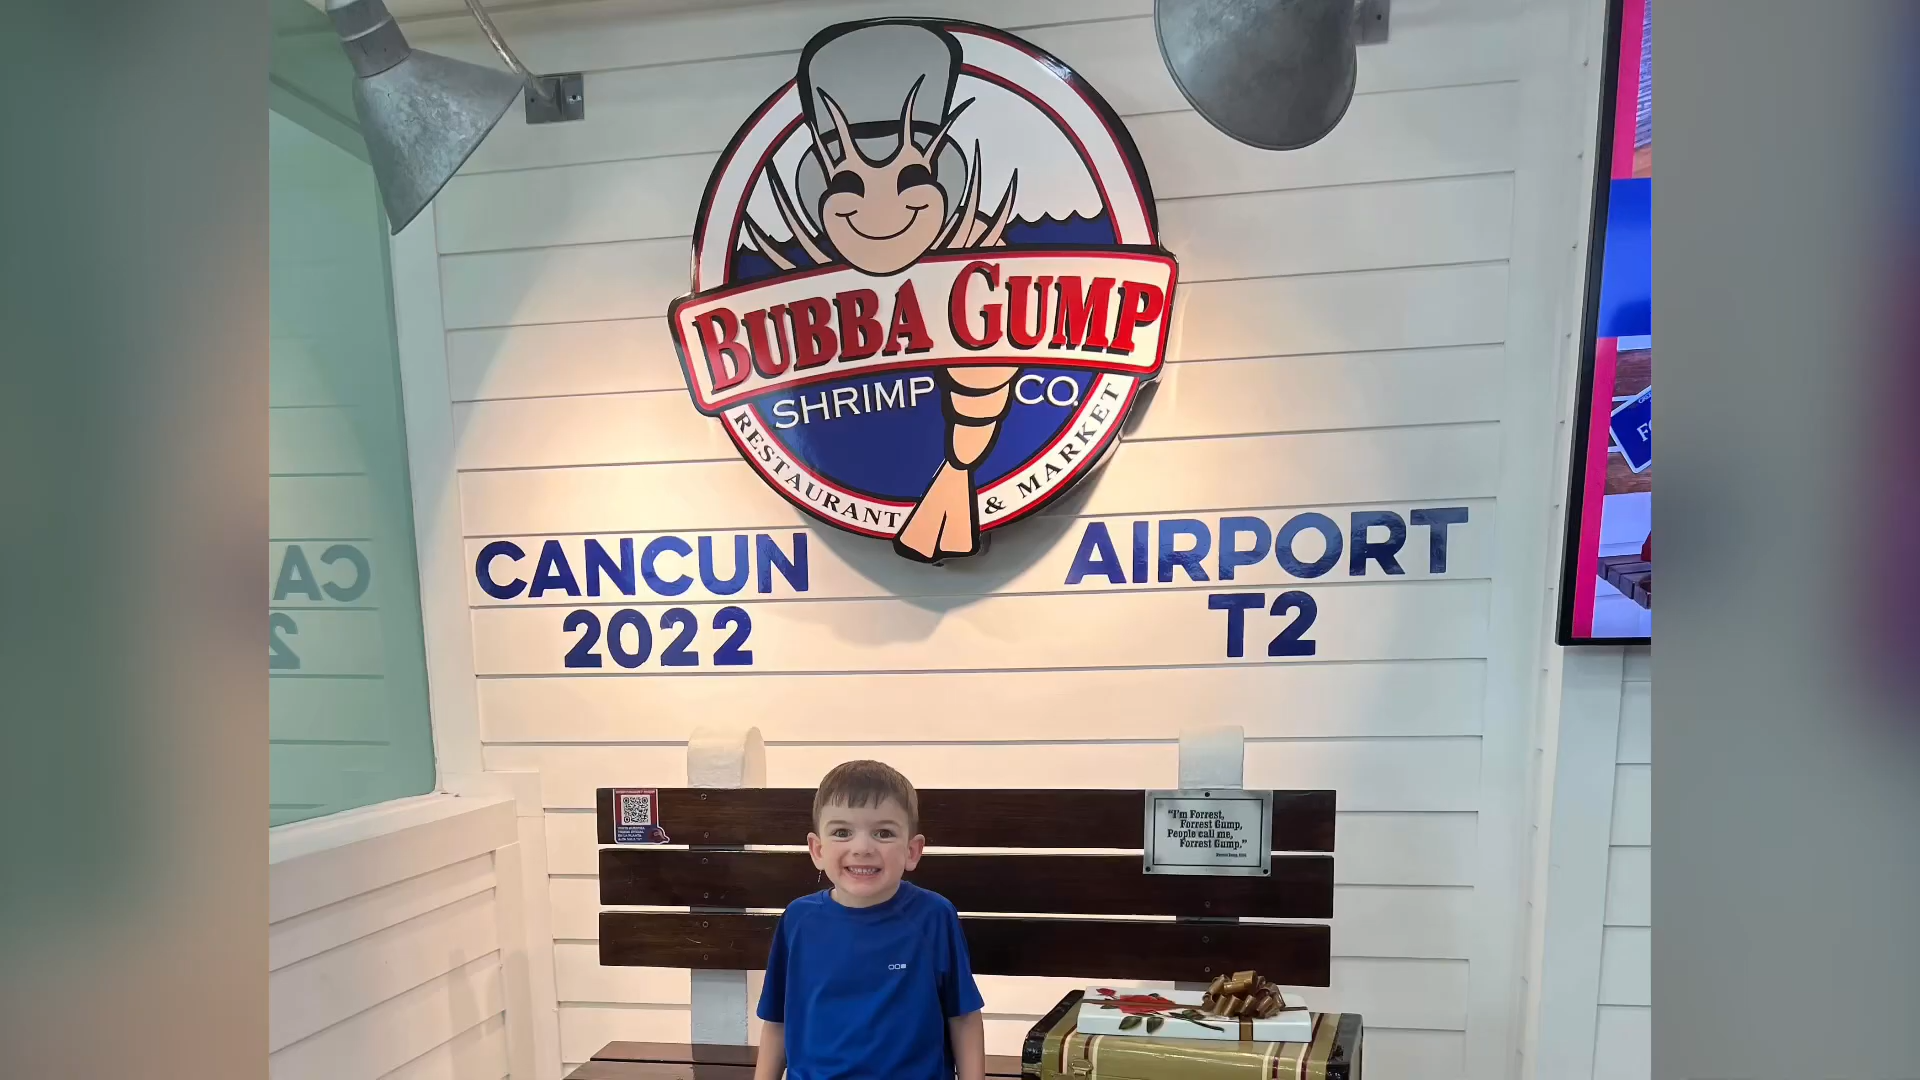 BUBBA GUMP
SHRIMP CO.
RESTAURANT & MARKET
CANCUN
2022
AIRPORT
T2
"I'm Forrest,
Forrest Gump,
People call me,
Forrest Gump."
CA
2